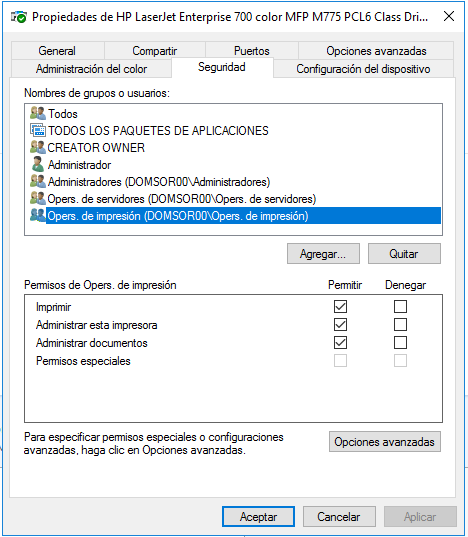 Propiedades de HP LaserJet Enterprise 700 color MFP M775 PCL6 Class Dri...
General Compartir Puertos Opciones avanzadas
Administración del color Seguridad Configuración del dispositivo
Nombres de grupos o usuarios:
Todos
TODOS LOS PAQUETES DE APLICACIONES
CREATOR OWNER
Administrador
Administradores (DOMSOR00\Administradores)
Opers. de servidores (DOMSOR00\Opers. de servidores)
Opers. de impresión (DOMSOR00\Opers. de impresión)
Agregar... Quitar
Permisos de Opers. de impresión Permitir Denegar
Imprimir
Administrar esta impresora
Administrar documentos
Permisos especiales
Para especificar permisos especiales o configuraciones
avanzadas, haga clic en Opciones avanzadas.
Opciones avanzadas
Aceptar Cancelar Aplicar